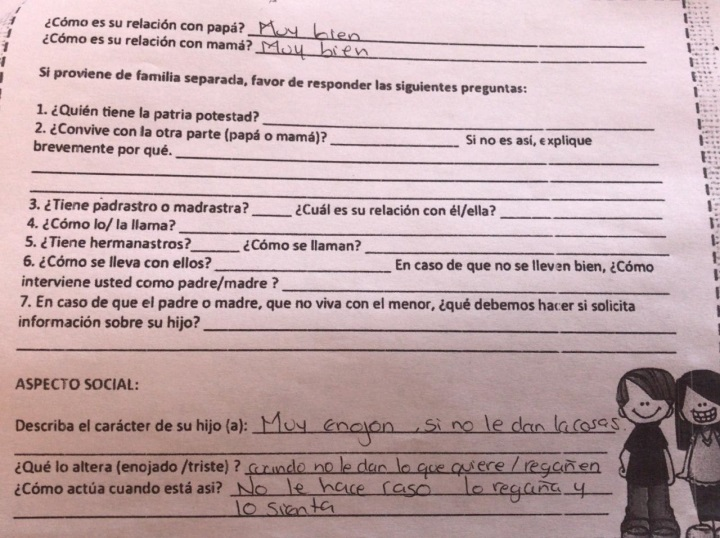 ¿Cómo es su relación con papá? Muy bien
¿Cómo es su relación con mamá? Muy bien
Si proviene de familia separada, favor de responder las siguientes preguntas:
1. ¿Quién tiene la patria potestad?
2. ¿Convive con la otra parte (papá o mamá)? Si no es así, explique
brevemente por qué.
3. ¿Tiene padrastro o madrastra? ¿Cuál es su relación con él/ella?
4. ¿Cómo lo/ la llama?
5. ¿Tiene hermanastros? ¿Cómo se llaman?
6. ¿Cómo se lleva con ellos? En caso de que no se lleven bien, ¿Cómo
interviene usted como padre/madre ?
7. En caso de que el padre o madre, que no viva con el menor, ¿qué debemos hacer si solicita
información sobre su hijo?
ASPECTO SOCIAL:
Describa el carácter de su hijo (a): Muy enojon , si no le dan la cosas.
¿Qué lo altera (enojado /triste) ? cuando no le dan lo que quiere / regañen
¿Cómo actúa cuando está asi? No le hace caso lo regaña y
lo sienta